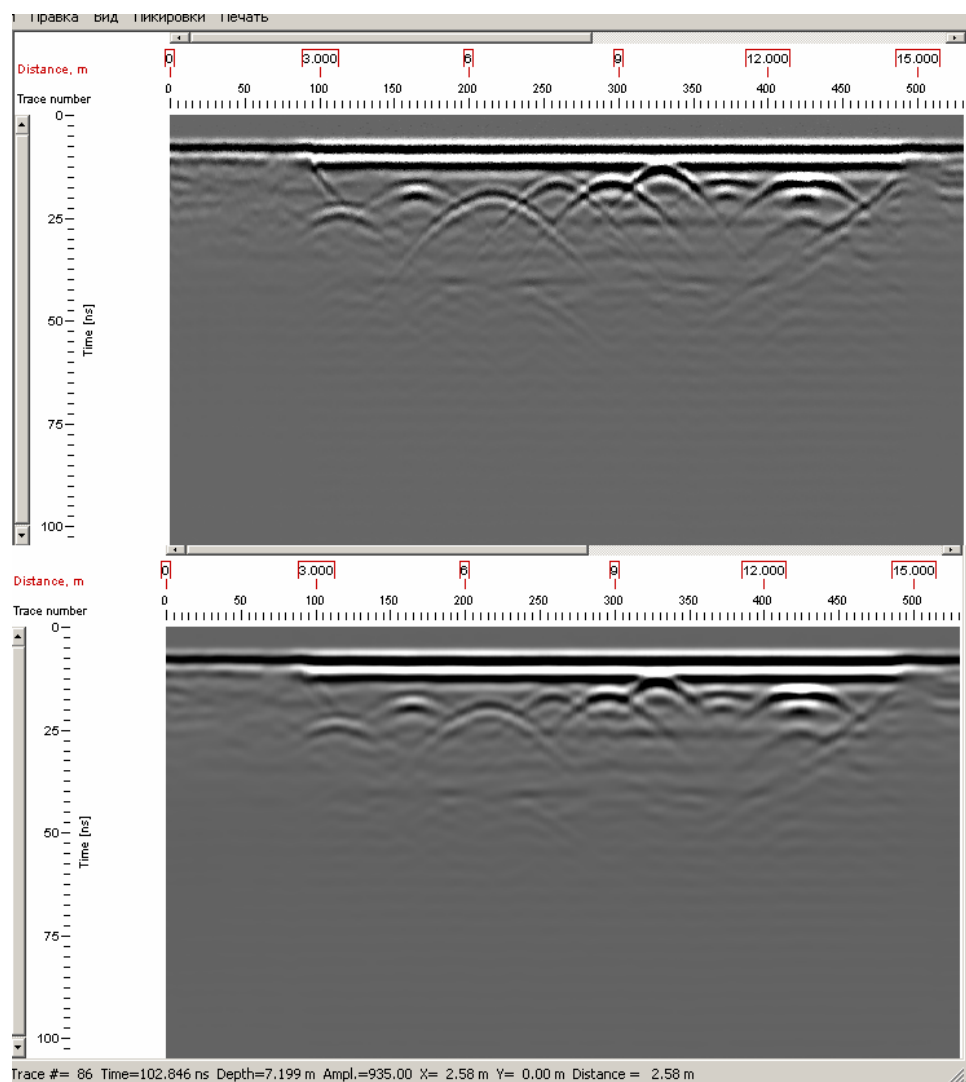 Правка Вид Пикировки Печать
Distance, m
0 3.000 6 9 12.000 15.000
Trace number
0 50 100 150 200 250 300 350 400 450 500
0
25
50
75
100
Time [ns]
Distance, m
0 3.000 6 9 12.000 15.000
Trace number
0 50 100 150 200 250 300 350 400 450 500
0
25
50
75
100
Time [ns]
Trace #= 86 Time=102.846 ns Depth=7.199 m Ampl.=935.00 X= 2.58 m Y= 0.00 m Distance = 2.58 m